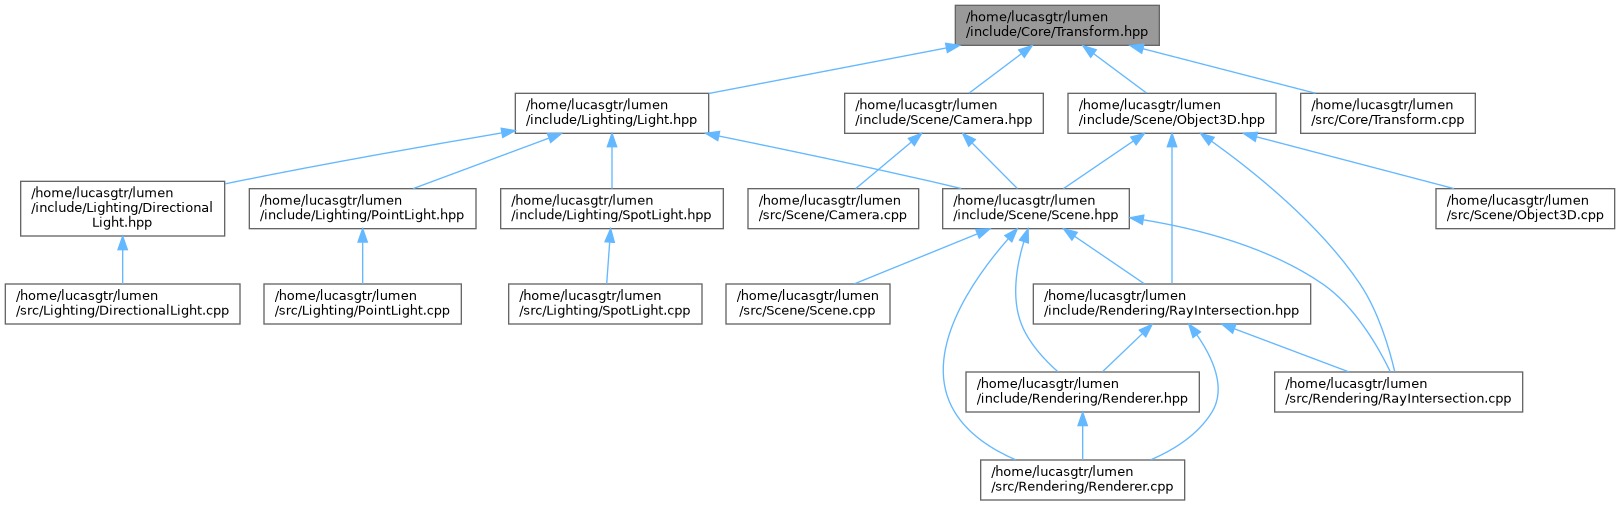 /home/lucasgtr/lumen
/include/Core/Transform.hpp
/home/lucasgtr/lumen
/include/Lighting/Light.hpp
/home/lucasgtr/lumen
/include/Scene/Camera.hpp
/home/lucasgtr/lumen
/include/Scene/Object3D.hpp
/home/lucasgtr/lumen
/src/Core/Transform.cpp
/home/lucasgtr/lumen
/include/Lighting/Directional
Light.hpp
/home/lucasgtr/lumen
/include/Lighting/PointLight.hpp
/home/lucasgtr/lumen
/include/Lighting/SpotLight.hpp
/home/lucasgtr/lumen
/src/Scene/Camera.cpp
/home/lucasgtr/lumen
/include/Scene/Scene.hpp
/home/lucasgtr/lumen
/src/Scene/Object3D.cpp
/home/lucasgtr/lumen
/src/Lighting/DirectionalLight.cpp
/home/lucasgtr/lumen
/src/Lighting/PointLight.cpp
/home/lucasgtr/lumen
/src/Lighting/SpotLight.cpp
/home/lucasgtr/lumen
/src/Scene/Scene.cpp
/home/lucasgtr/lumen
/include/Rendering/RayIntersection.hpp
/home/lucasgtr/lumen
/include/Rendering/Renderer.hpp
/home/lucasgtr/lumen
/src/Rendering/RayIntersection.cpp
/home/lucasgtr/lumen
/src/Rendering/Renderer.cpp